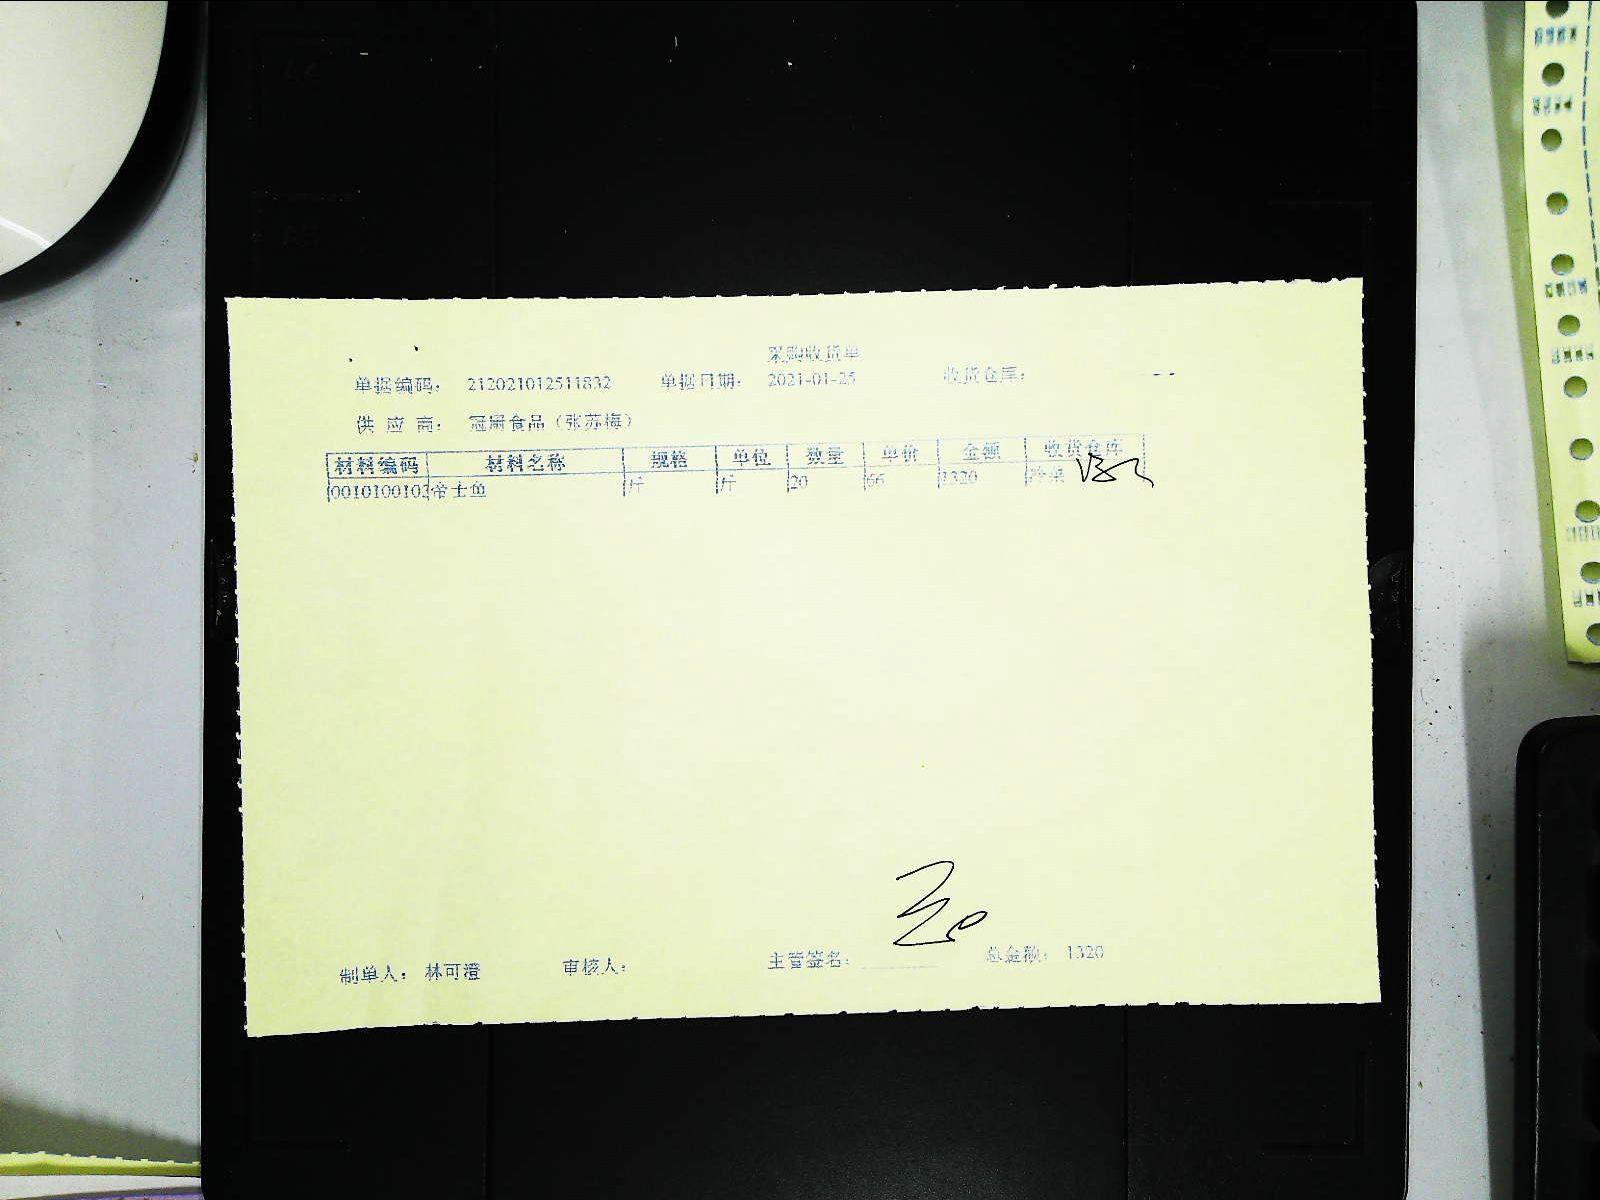 采购收货单
单据编码： 212021012511832 单据日期： 2021-01-25 收货仓库：
供 应 商： 冠厨食品（张苏梅）
材料编码 材料名称 规格 单位 数量 单价 金额 收货仓库
0010100103 帝王鱼 斤 斤 20 66 1320 冷菜
制单人： 林可澄 审核人： 主管签名： 总金额： 1320